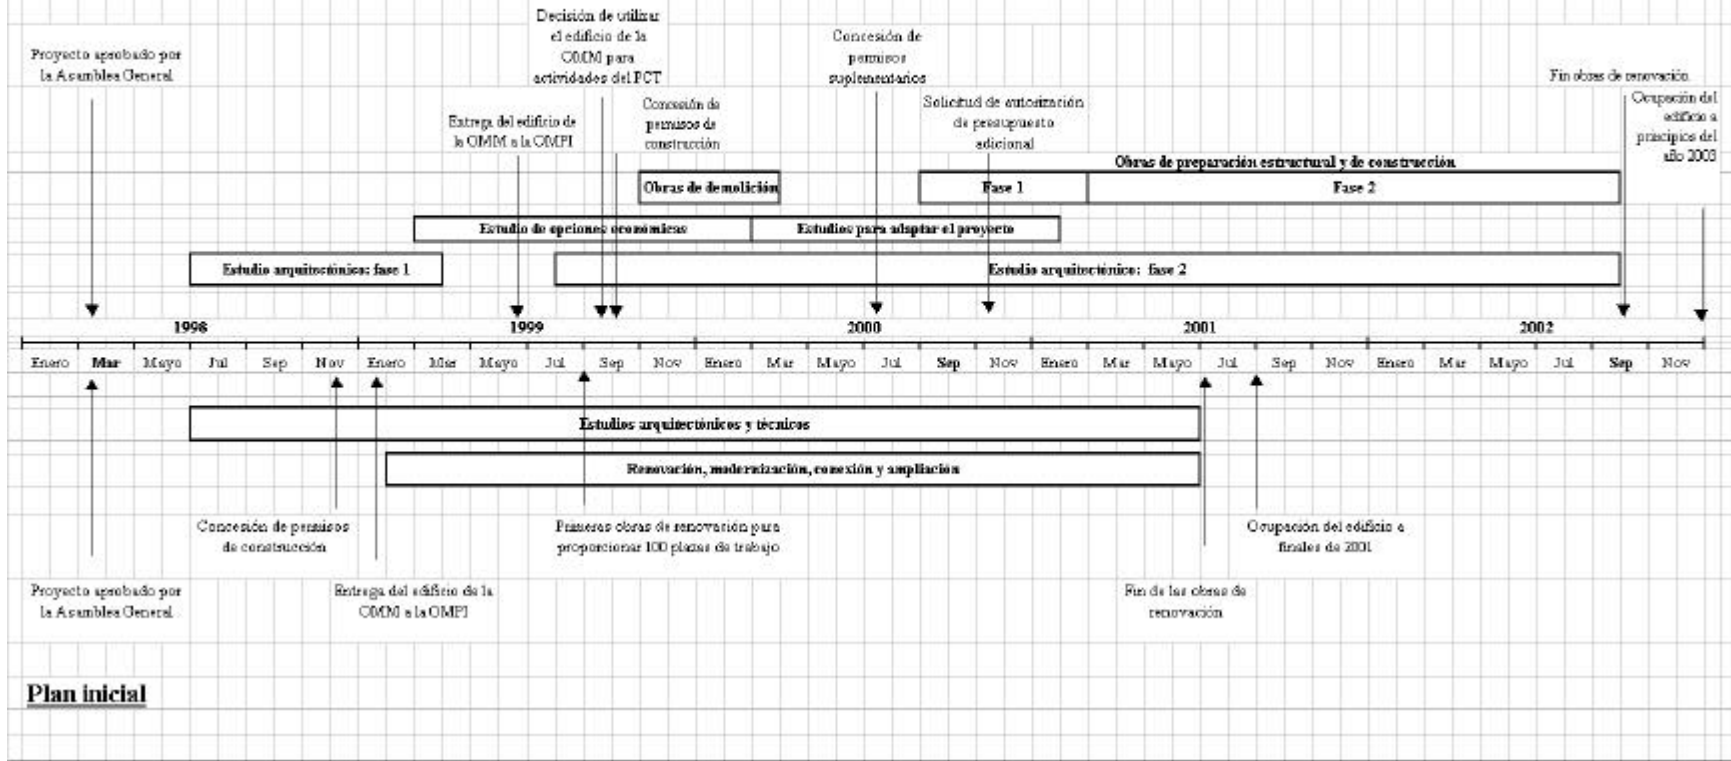 Decisión de utilizar
el edificio de la
OMM para
actividades del PCT
Proyecto aprobado por
la Asamblea General
Concesión de
permisos
suplementarios
Fin obras de renovación
Entrega del edificio de
la OMM a la OMPI
Concesión de
permisos de
construcción
Solicitud de autorización
de presupuesto
adicional
Ocupación del
edificio a
principios del
año 2003
Obras de preparación estructural y de construcción
Obras de demolición
Fase 1
Fase 2
Estudio de opciones económicas
Estudios para adaptar el proyecto
Estudio arquitectónico: fase 1
Estudio arquitectónico: fase 2
1998 1999 2000 2001 2002
Enero Mar Mayo Jul Sep Nov Enero Mar Mayo Jul Sep Nov Enero Mar Mayo Jul Sep Nov Enero Mar Mayo Jul Sep Nov Enero Mar Mayo Jul Sep Nov
Estudios arquitectónicos y técnicos
Renovación, modernización, conexión y ampliación
Concesión de permisos
de construcción
Primeras obras de renovación para
proporcionar 100 plazas de trabajo
Ocupación del edificio a
finales de 2001
Proyecto aprobado por
la Asamblea General
Entrega del edificio de la
OMM a la OMPI
Fin de las obras de
renovación
Plan inicial